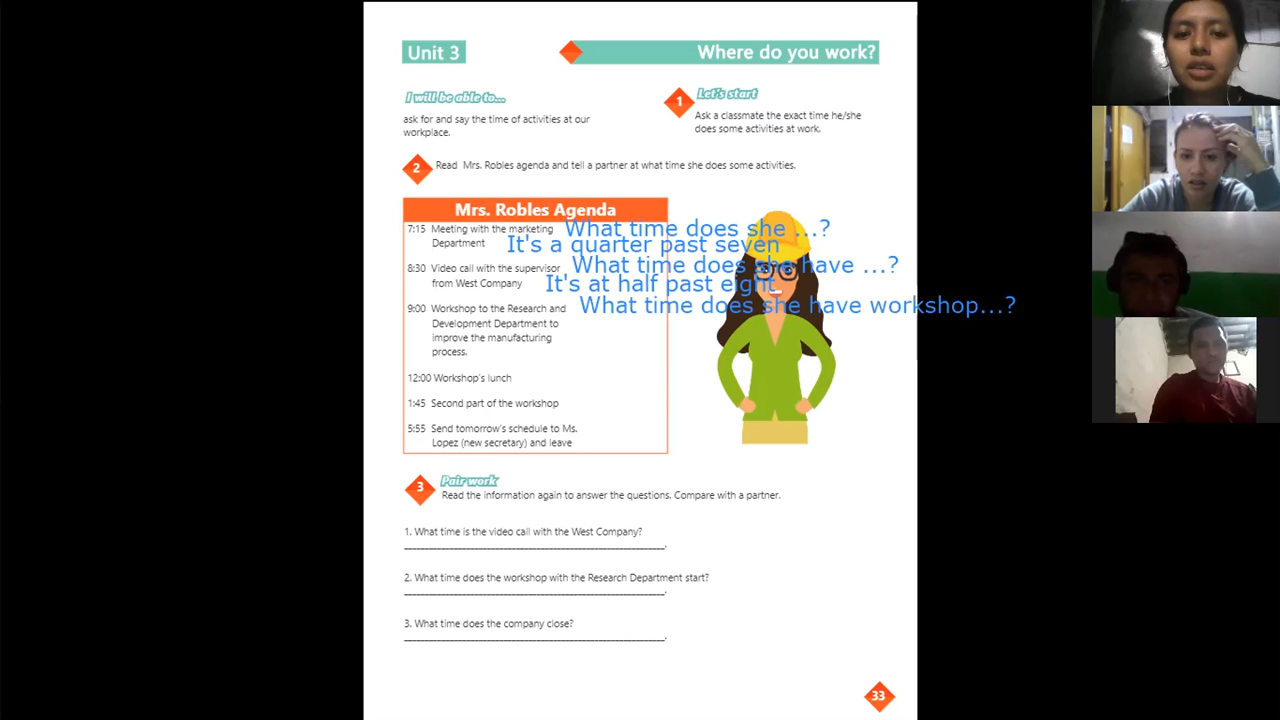 Unit 3
Where do you work?
I will be able to...
ask for and say the time of activities at our
workplace.
1
Let's start
Ask a classmate the exact time he/she
does some activities at work.
2
Read Mrs. Robles agenda and tell a partner at what time she does some activities.
Mrs. Robles Agenda
7:15 Meeting with the marketing
Department
8:30 Video call with the supervisor
from West Company
9:00 Workshop to the Research and
Development Department to
improve the manufacturing
process.
12:00 Workshop's lunch
1:45 Second part of the workshop
5:55 Send tomorrow's schedule to Ms.
Lopez (new secretary) and leave
What time does she ...?
It's a quarter past seven
What time does she have ...?
It's at half past eight
What time does she have workshop...?
3
Pair work
Read the information again to answer the questions. Compare with a partner.
1. What time is the video call with the West Company?
2. What time does the workshop with the Research Department start?
3. What time does the company close?
33